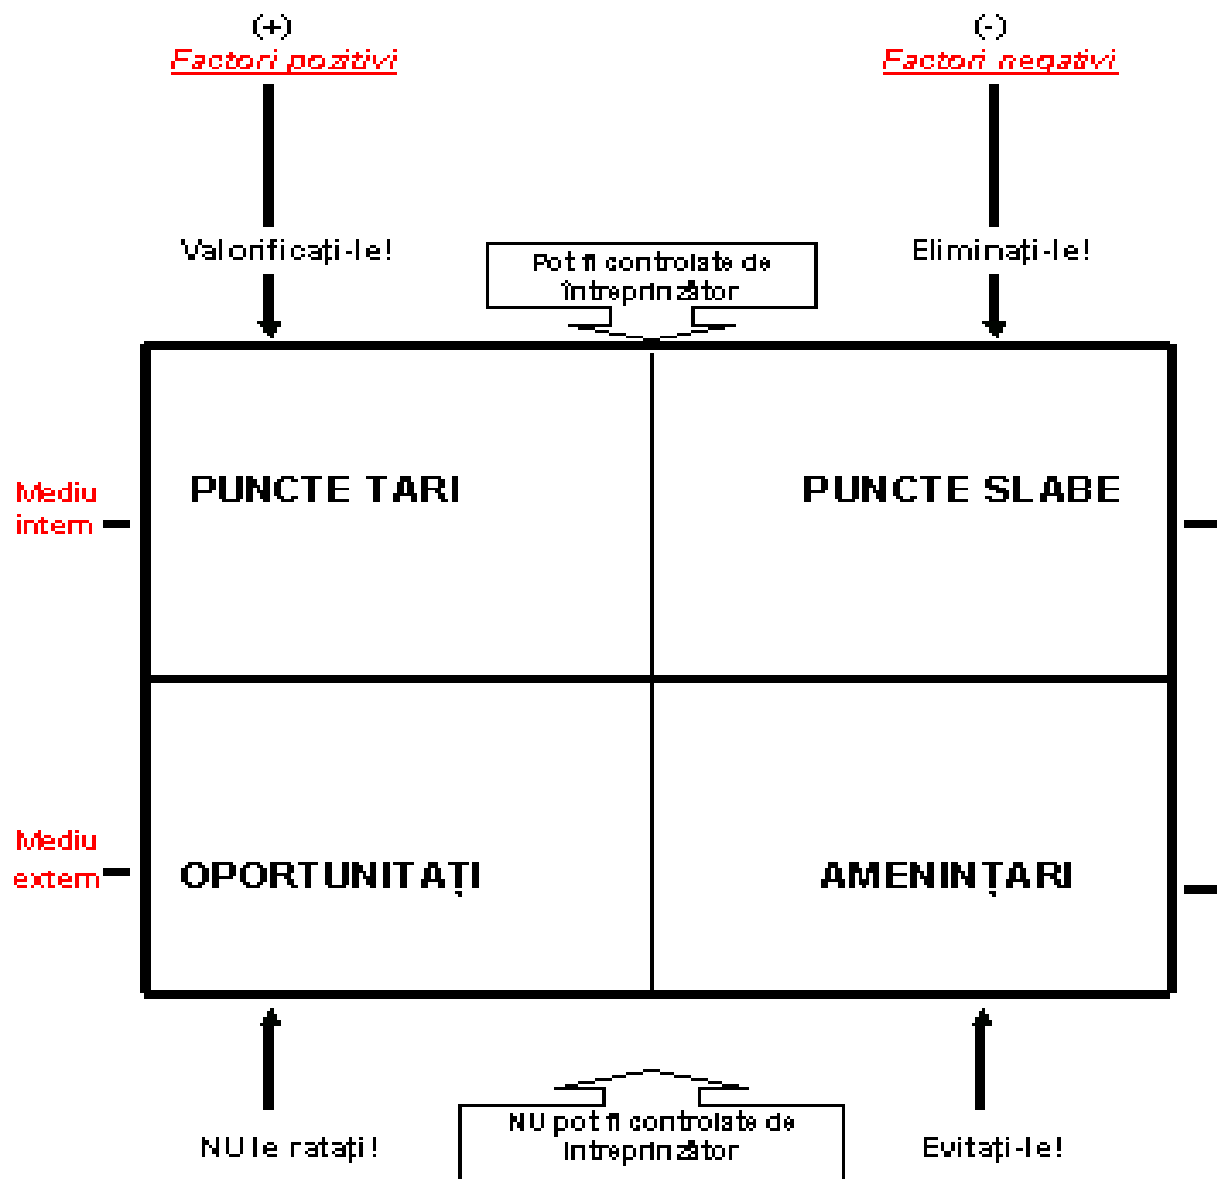 (+)
Factori pozitivi
(-)
Factori negativi
Valorificați-le!
Pot fi controlate de
întreprinzător
Eliminați-le!
Mediu
intern
PUNCTE TARI
PUNCTE SLABE
Mediu
extern
OPORTUNITAȚI
AMENINȚARI
NU le ratați!
NU pot fi controlate de
intreprinzător
Evitați-le!